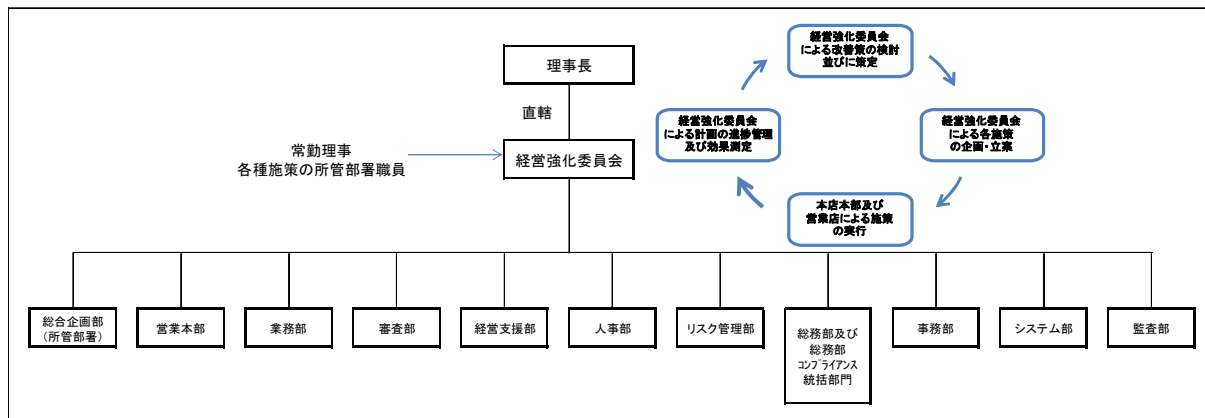 理事長
直轄
常勤理事
各種施策の所管部署職員
経営強化委員会
経営強化委員会
による改善策の検討
並びに策定
経営強化委員会
による計画の進捗管理
及び効果測定
経営強化委員会
による各施策
の企画・立案
本店本部及び
営業店による施策
の実行
総合企画部
(所管部署)
営業本部
業務部
審査部
経営支援部
人事部
リスク管理部
総務部及び
総務部
コンプライアンス
統括部門
事務部
システム部
監査部